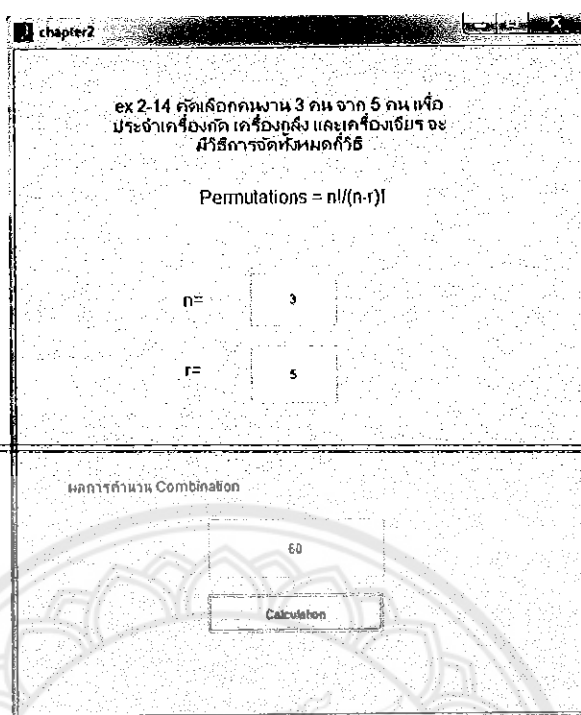 chapter2
ex 2-14 คัดเลือกคนงาน 3 คน จาก 5 คน เพื่อ
ประจำเครื่องกัด เครื่องกลึง และเครื่องเจียร จะ
มีวิธีการจัดทั้งหมดกี่วิธี
Permutations = n!/(n-r)!
n= 3
r= 5
ผลการคำนวน Combination
60
Calculation